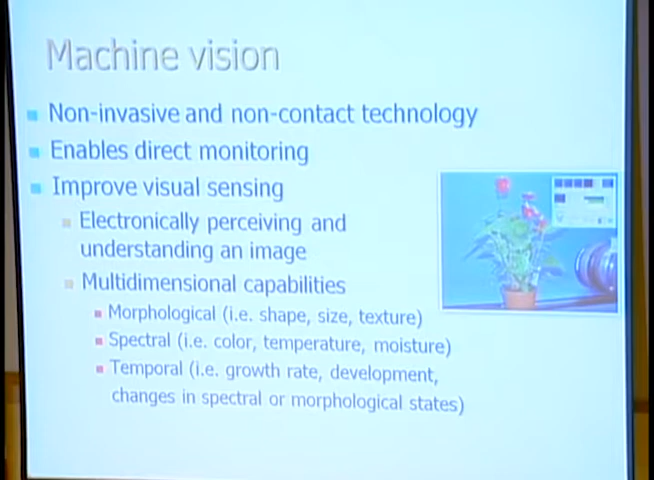 Machine vision
Non-invasive and non-contact technology
Enables direct monitoring
Improve visual sensing
Electronically perceiving and
understanding an image
Multidimensional capabilities
Morphological (i.e. shape, size, texture)
Spectral (i.e. color, temperature, moisture)
Temporal (i.e. growth rate, development,
changes in spectral or morphological states)